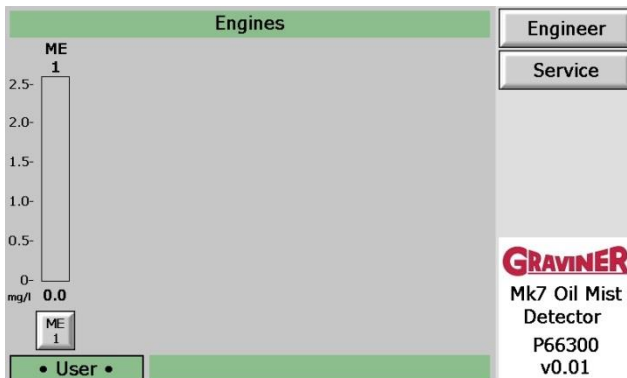 Engines
ME
1
2.5-
2.0-
1.5-
1.0-
0.5-
0-
mg/l 0.0
ME
1
• User •
Engineer
Service
GRAVINER
Mk7 Oil Mist
Detector
P66300
v0.01